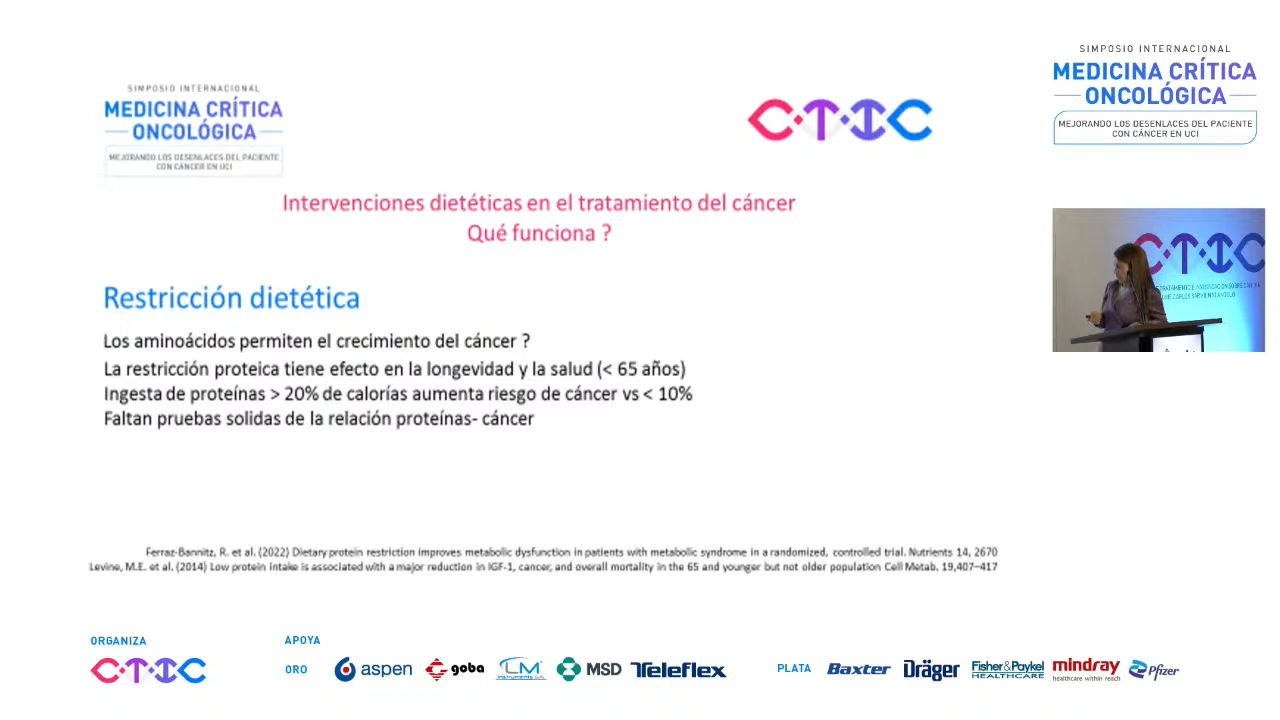 SIMPOSIO INTERNACIONAL
MEDICINA CRÍTICA
ONCOLÓGICA
MEJORANDO LOS DESENLACES DEL PACIENTE
CON CÁNCER EN UCI
CTIC
SIMPOSIO INTERNACIONAL
MEDICINA CRÍTICA
ONCOLÓGICA
MEJORANDO LOS DESENLACES DEL PACIENTE
CON CÁNCER EN UCI
Intervenciones dietéticas en el tratamiento del cáncer
Qué funciona ?
Restricción dietética
Los aminoácidos permiten el crecimiento del cáncer ?
La restricción proteica tiene efecto en la longevidad y la salud (< 65 años)
Ingesta de proteínas > 20% de calorías aumenta riesgo de cáncer vs < 10%
Faltan pruebas solidas de la relación proteínas- cáncer
CTIC
Ferraz-Bannitz, R. et al. (2022) Dietary protein restriction improves metabolic dysfunction in patients with metabolic syndrome in a randomized, controlled trial. Nutrients 14, 2670
Levine, M.E. et al. (2014) Low protein intake is associated with a major reduction in IGF-1, cancer, and overall mortality in the 65 and younger but not older population Cell Metab. 19,407–417
ORGANIZA
CTIC
APOYA
ORO
aspen
goba
LM
instruments S.A.
MSD
Teleflex
PLATA
Baxter
Dräger
Fisher & Paykel
HEALTHCARE
mindray
healthcare within reach
Pfizer